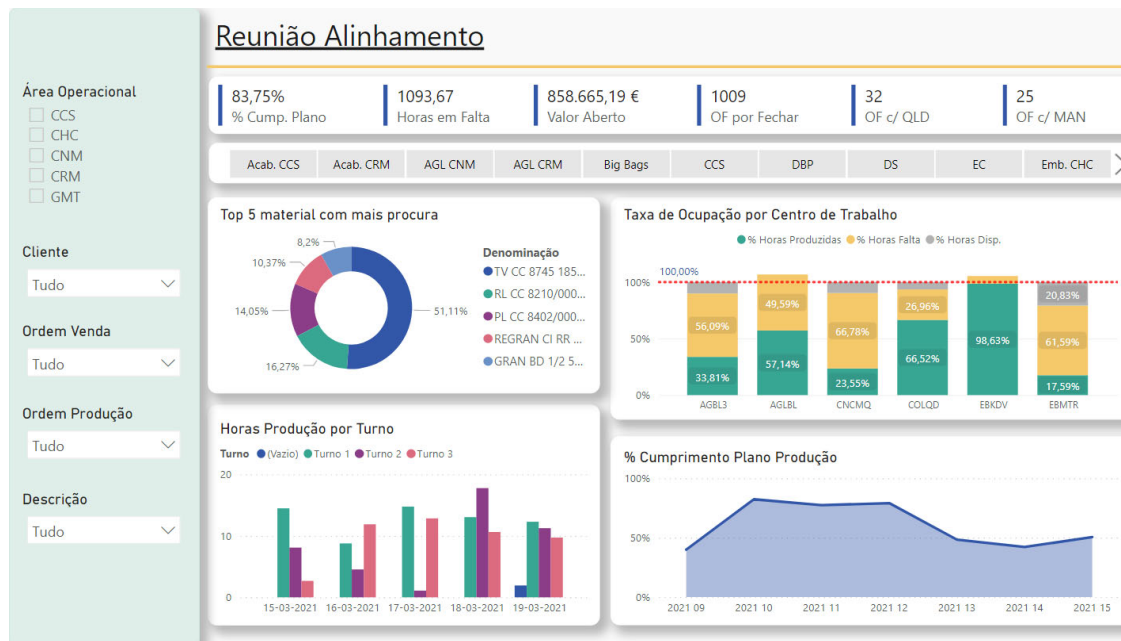 Reunião Alinhamento
Área Operacional
CCS
CHC
CNM
CRM
GMT
Cliente
Tudo
Ordem Venda
Tudo
Ordem Produção
Tudo
Descrição
Tudo
83,75%
% Cump. Plano
1093,67
Horas em Falta
858.665,19 €
Valor Aberto
1009
OF por Fechar
32
OF c/ QLD
25
OF c/ MAN
Acab. CCS Acab. CRM AGL CNM AGL CRM Big Bags CCS DBP DS EC Emb. CHC
Top 5 material com mais procura
8,2%
10,37%
14,05%
16,27%
51,11%
Denominação
TV CC 8745 185...
RL CC 8210/000...
PL CC 8402/000...
REGRAN CI RR ...
GRAN BD 1/2 5...
Taxa de Ocupação por Centro de Trabalho
% Horas Produzidas % Horas Falta % Horas Disp.
100,00%
100%
50%
0%
56,09%
33,81%
49,59%
57,14%
66,78%
23,55%
26,96%
66,52%
98,63%
20,83%
61,59%
17,59%
AGBL3 AGLBL CNCMQ COLQD EBKDV EBMTR
Horas Produção por Turno
Turno (Vazio) Turno 1 Turno 2 Turno 3
20
10
0
15-03-2021 16-03-2021 17-03-2021 18-03-2021 19-03-2021
% Cumprimento Plano Produção
100%
50%
0%
2021 09 2021 10 2021 11 2021 12 2021 13 2021 14 2021 15